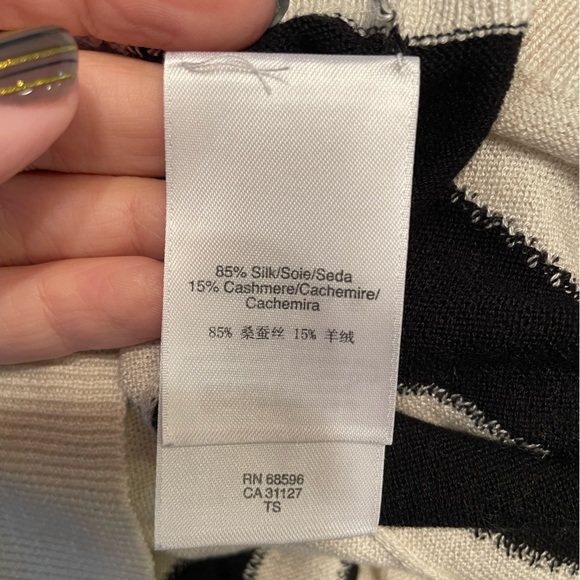 85% Silk/Soie/Seda
15% Cashmere/Cachemire/
Cachemira
85% 桑蚕丝 15% 羊绒
RN 68596
CA 31127
TS